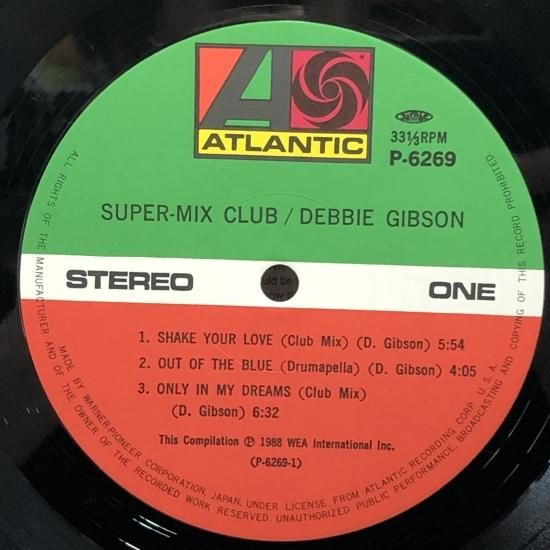 ATLANTIC
JASRAC
33⅓RPM
P-6269
SUPER-MIX CLUB / DEBBIE GIBSON
STEREO
ONE
1. SHAKE YOUR LOVE (Club Mix) (D. Gibson) 5:54
2. OUT OF THE BLUE (Drumapella) (D. Gibson) 4:05
3. ONLY IN MY DREAMS (Club Mix)
(D. Gibson) 6:32
This Compilation Ⓟ 1988 WEA International Inc.
(P-6269-1)
ALL RIGHTS OF THE MANUFACTURER AND OF THE OWNER OF THE RECORDED WORK RESERVED. UNAUTHORIZED PUBLIC PERFORMANCE, BROADCASTING AND COPYING OF THIS RECORD PROHIBITED.
MADE BY WARNER-PIONEER CORPORATION, JAPAN, UNDER LICENSE FROM ATLANTIC RECORDING CORP. U.S.A.